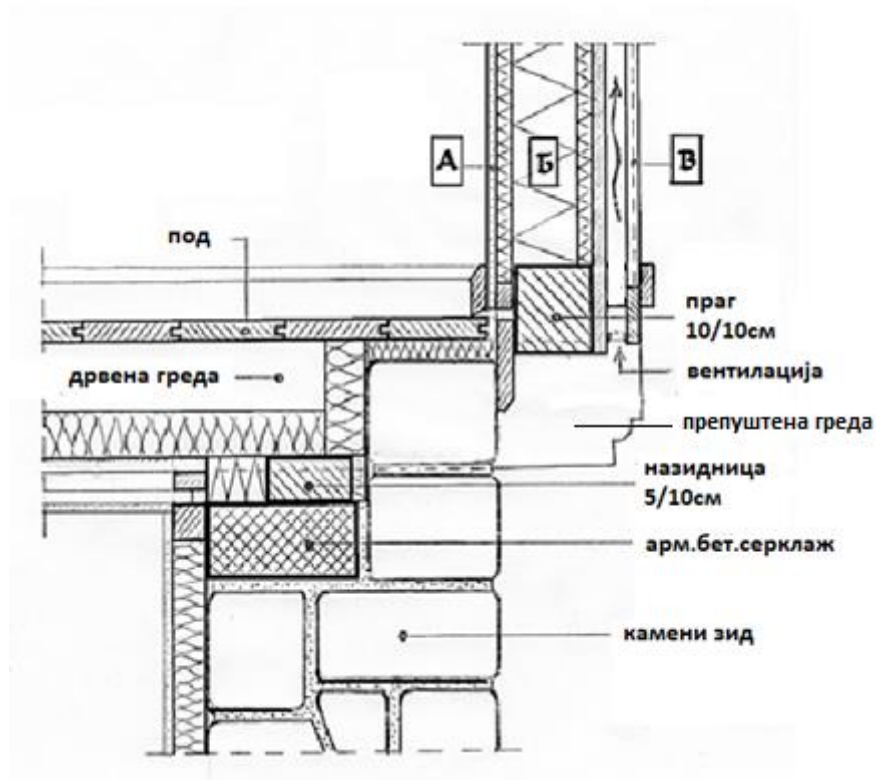 А
Б
В
под
праг
10/10см
дрвена греда
вентилација
препуштена греда
назидница
5/10см
арм.бет.серклаж
камени зид